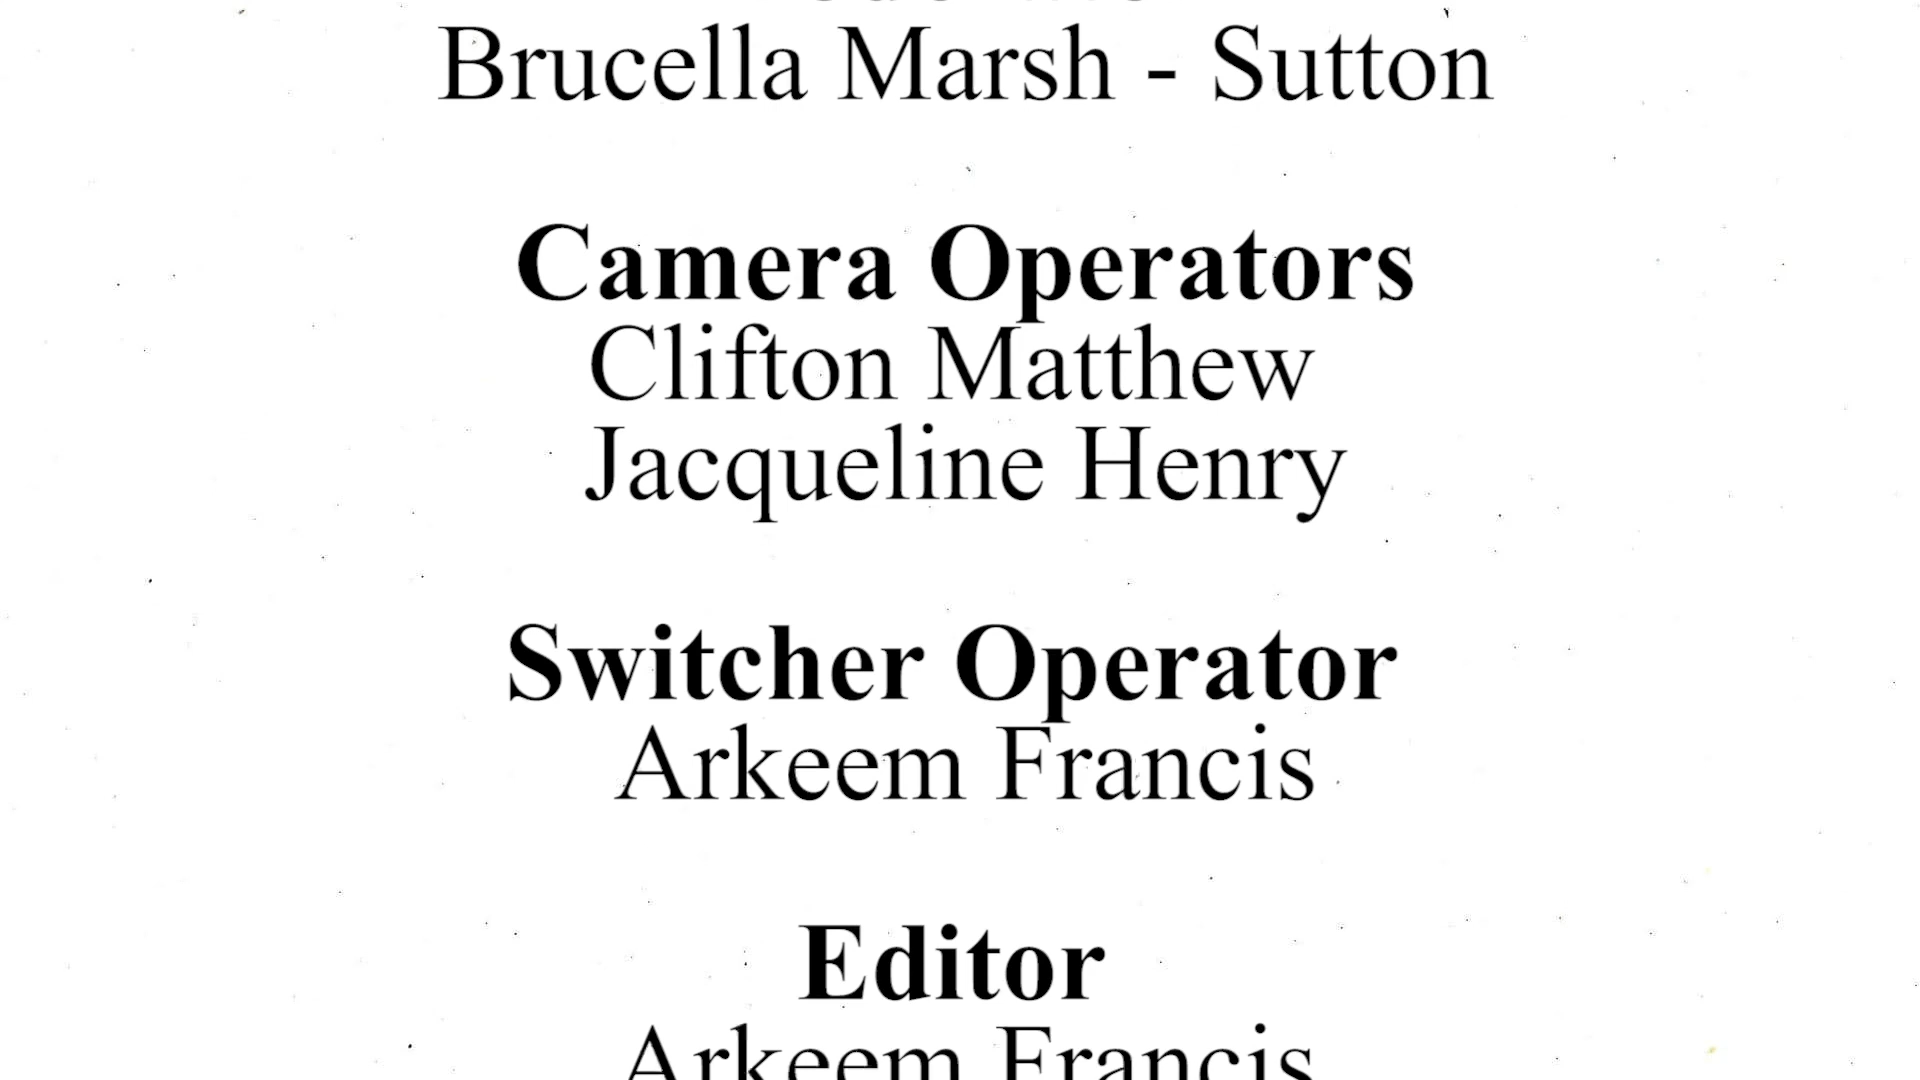 Brucella Marsh - Sutton
Camera Operators
Clifton Matthew
Jacqueline Henry
Switcher Operator
Arkeem Francis
Editor
Arkeem Francis